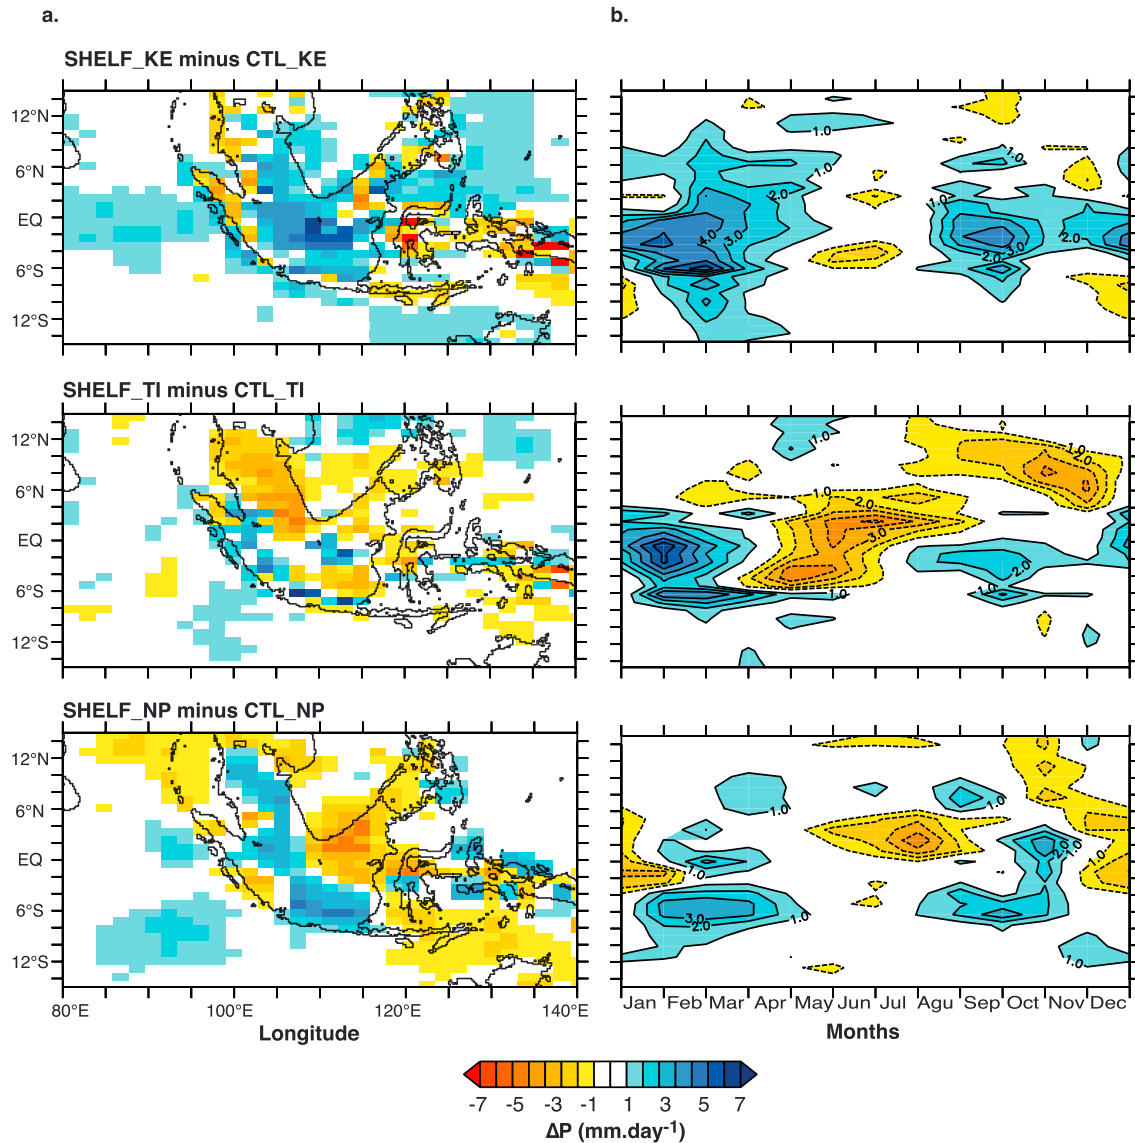 a.
b.
SHELF_KE minus CTL_KE
12°N
6°N
EQ
6°S
12°S
1.0
1.0
1.0
2.0
1.0
4.0
3.0
2.0
3.0
2.0
SHELF_TI minus CTL_TI
12°N
6°N
EQ
6°S
12°S
1.0
1.0
2.0
1.0
2.0
3.0
2.0
1.0
1.0
SHELF_NP minus CTL_NP
12°N
6°N
EQ
6°S
12°S
1.0
1.0
2.0
1.0
1.0
3.0
2.0
1.0
1.0
80°E
100°E
120°E
140°E
Jan Feb Mar Apr May Jun Jul Agu Sep Oct Nov Dec
Longitude
Months
-7 -5 -3 -1 1 3 5 7
ΔP (mm.day-1)